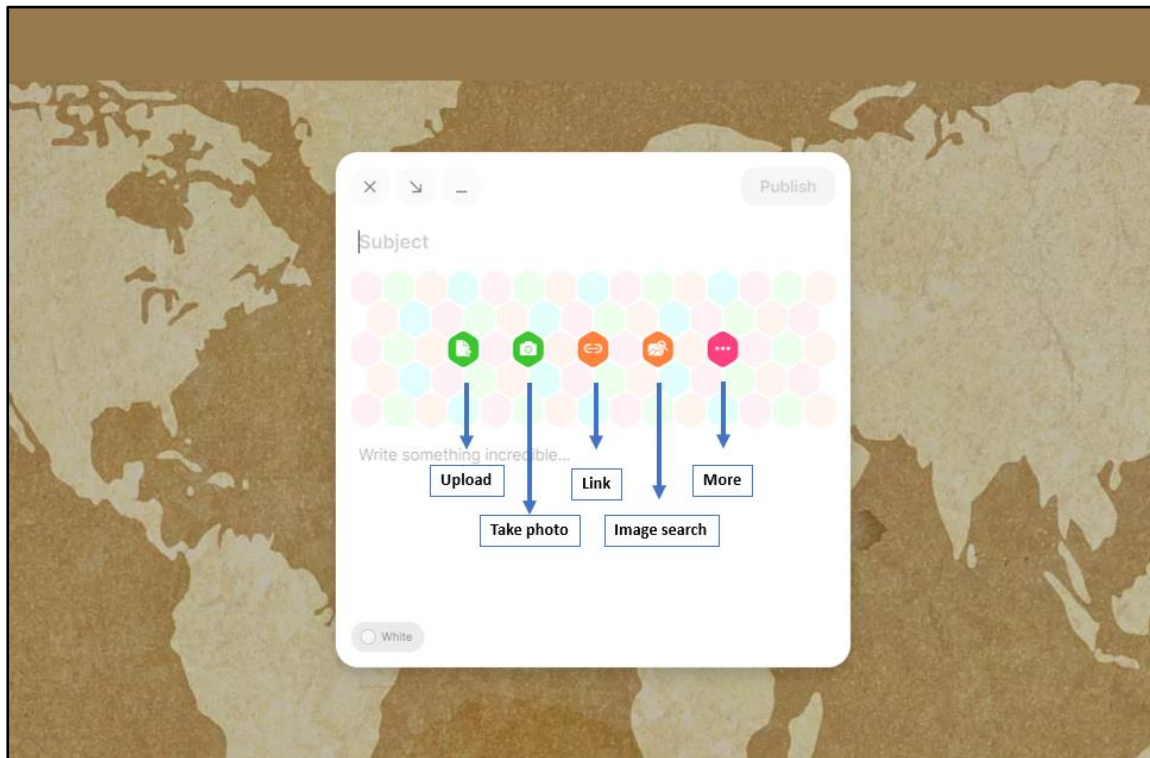 Publish
Subject
Write something incredible...
Upload
Link
More
Take photo
Image search
White